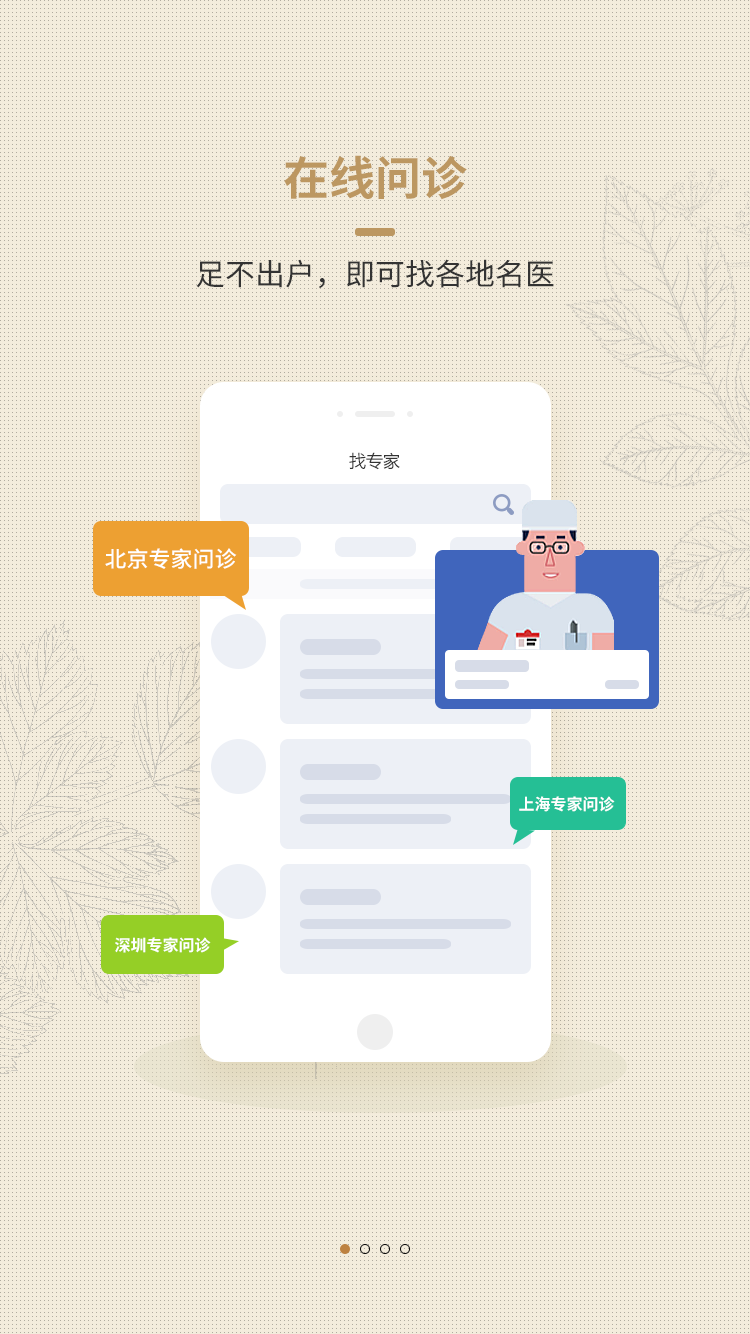 在线问诊
足不出户，即可找各地名医
找专家
北京专家问诊
上海专家问诊
深圳专家问诊